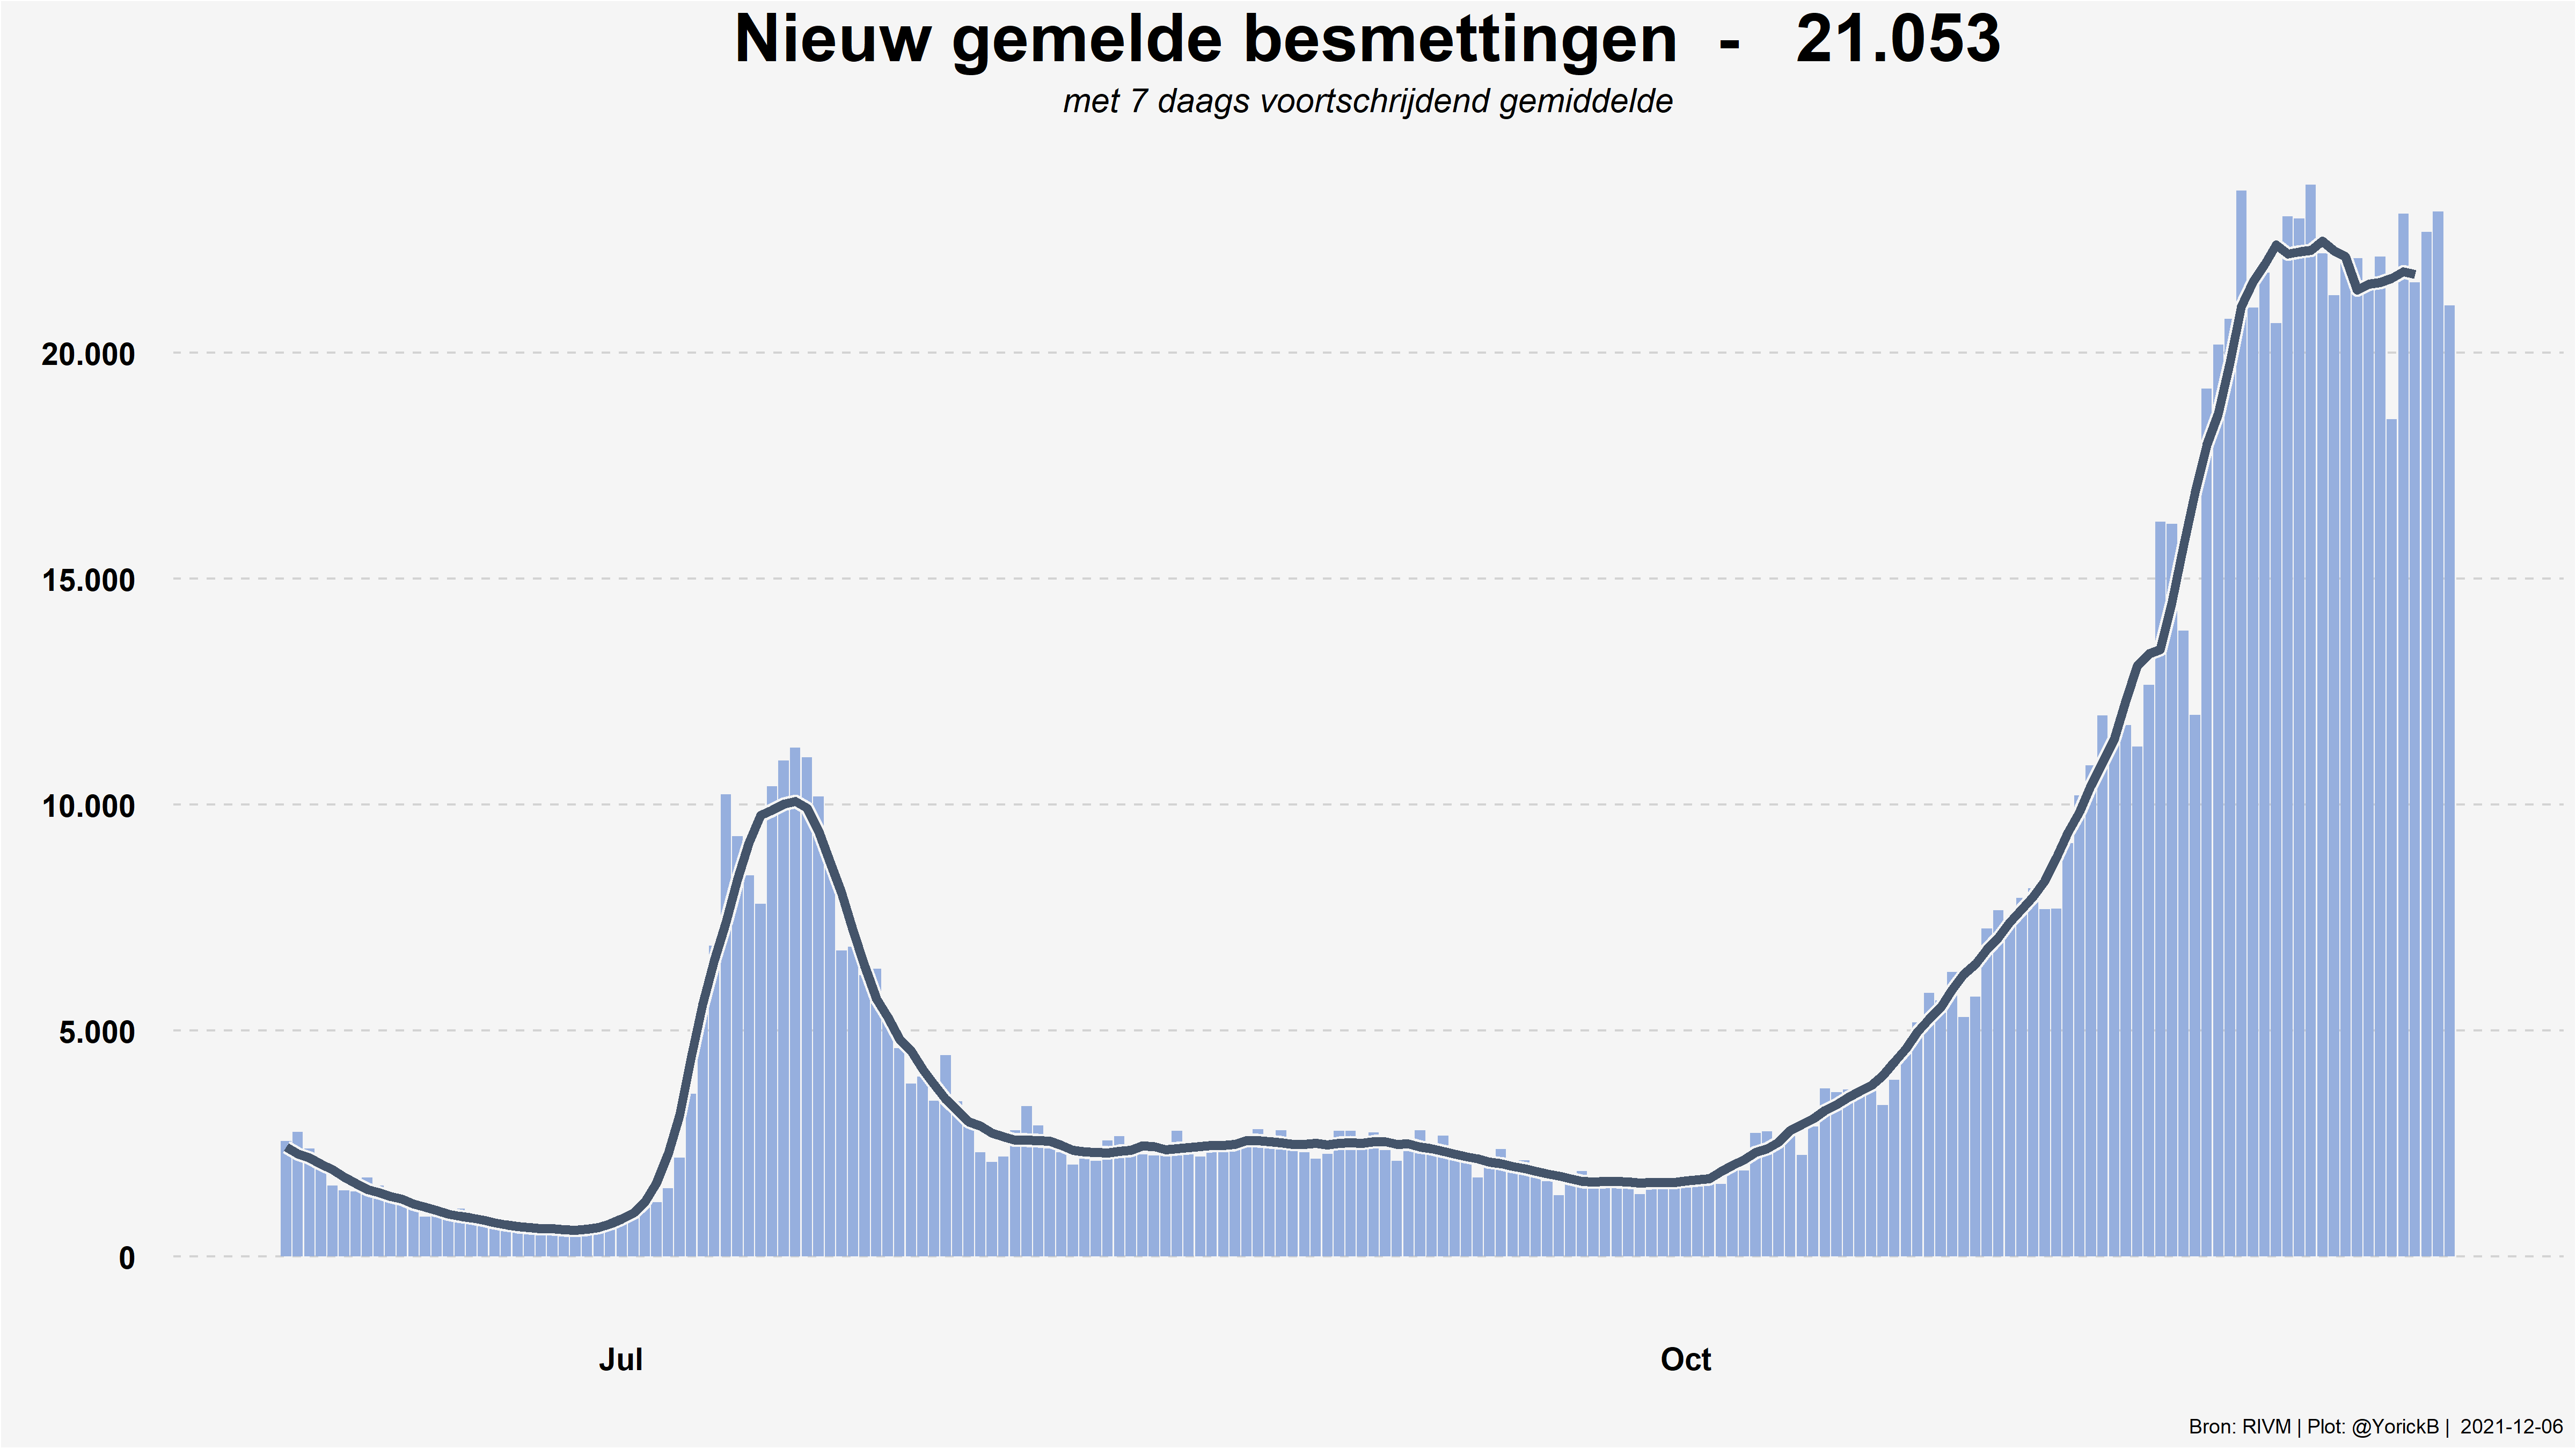 Nieuw gemelde besmettingen - 21.053
met 7 daags voortschrijdend gemiddelde
20.000
15.000
10.000
5.000
0
Jul Oct
Bron: RIVM | Plot: @YorickB | 2021-12-06